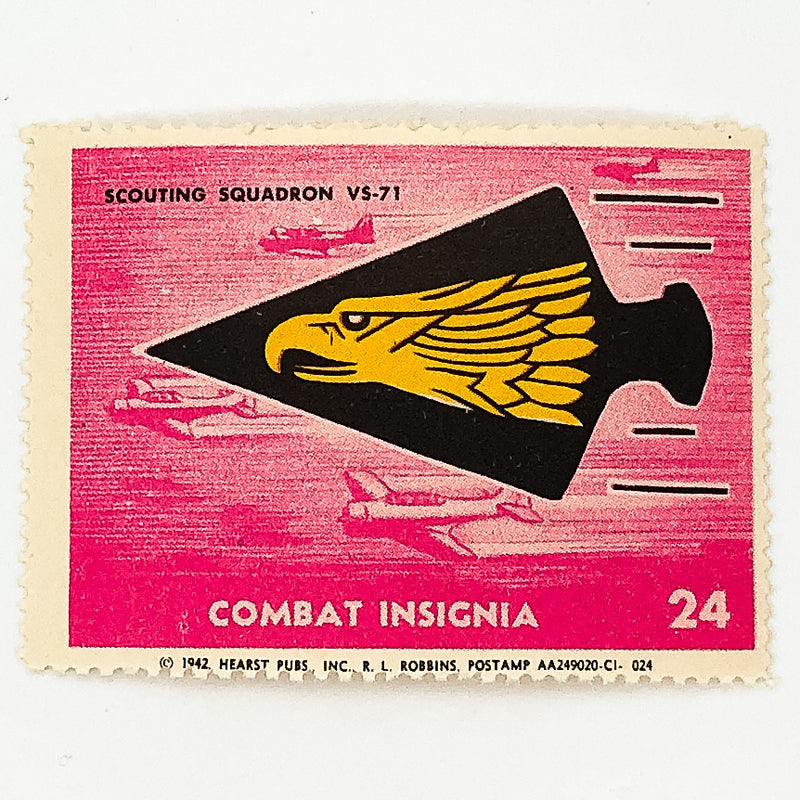 SCOUTING SQUADRON VS-71
COMBAT INSIGNIA 24
© 1942, HEARST PUBS., INC., R. L. ROBBINS, POSTAMP AA249020-CI- 024